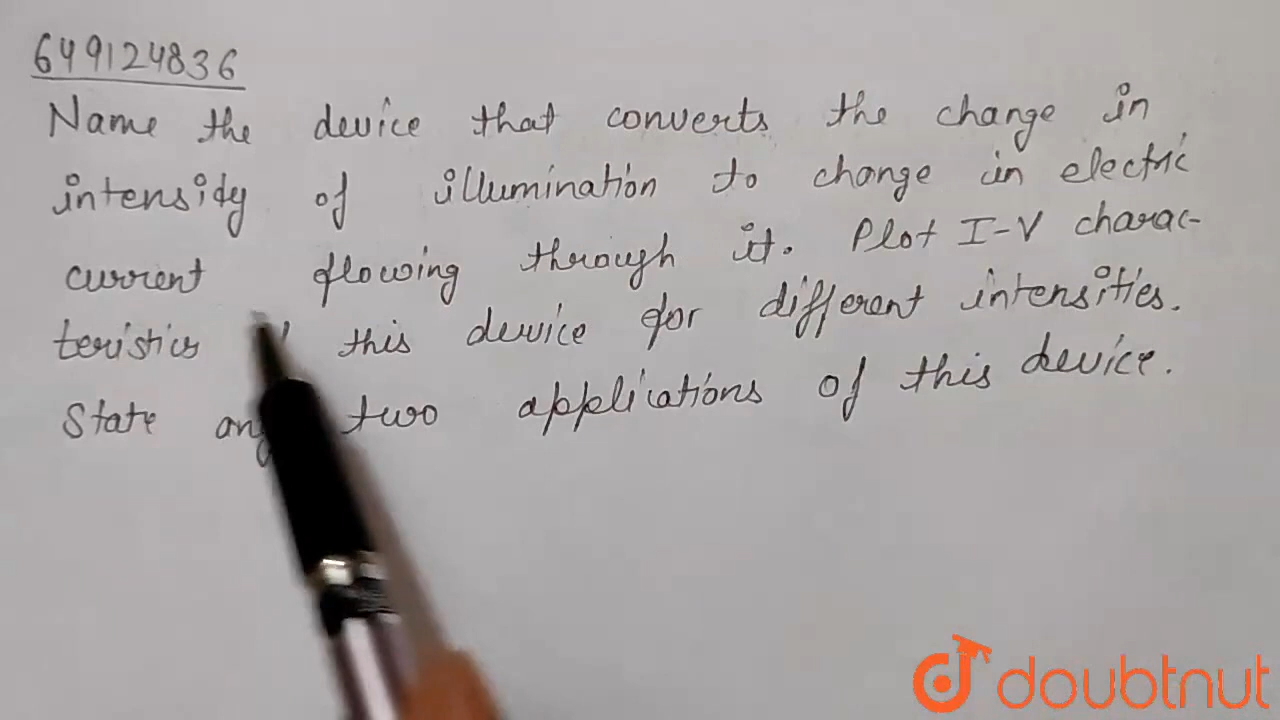 649124836
Name the device that converts the change in
intensity of illumination to change in electric
current flowing through it. Plot I-V charac-
teristics this device for different intensities.
State any two applications of this device.
doubtnut